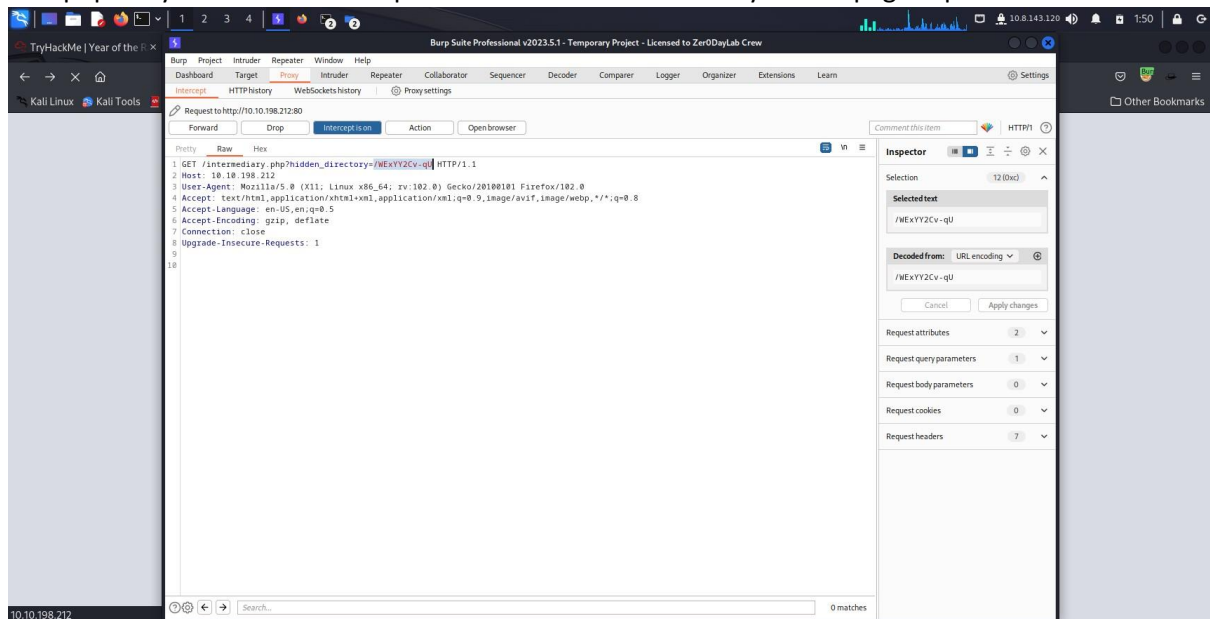 1 2 3 4
10.8.143.120 1:50
TryHackMe | Year of the R
Burp Suite Professional v2023.5.1 - Temporary Project - Licensed to Zer0DayLab Crew
Burp Project Intruder Repeater Window Help
Dashboard Target Proxy Intruder Repeater Collaborator Sequencer Decoder Comparer Logger Organizer Extensions Learn Settings
Intercept HTTP history WebSockets history Proxy settings
Kali Linux Kali Tools
Other Bookmarks
Request to http://10.10.198.212:80
Forward Drop Intercept is on Action Open browser Comment this item HTTP/1
Pretty Raw Hex \n
Inspector
1 GET /intermediary.php?hidden_directory=/WExYY2Cv-qU HTTP/1.1
2 Host: 10.10.198.212
3 User-Agent: Mozilla/5.0 (X11; Linux x86_64; rv:102.0) Gecko/20100101 Firefox/102.0
4 Accept: text/html,application/xhtml+xml,application/xml;q=0.9,image/avif,image/webp,*/*;q=0.8
5 Accept-Language: en-US,en;q=0.5
6 Accept-Encoding: gzip, deflate
7 Connection: close
8 Upgrade-Insecure-Requests: 1
9
10
Selection 12 (0xc)
Selected text
/WExYY2Cv-qU
Decoded from: URL encoding
/WExYY2Cv-qU
Cancel Apply changes
Request attributes 2
Request query parameters 1
Request body parameters 0
Request cookies 0
Request headers 7
Search... 0 matches
10.10.198.212